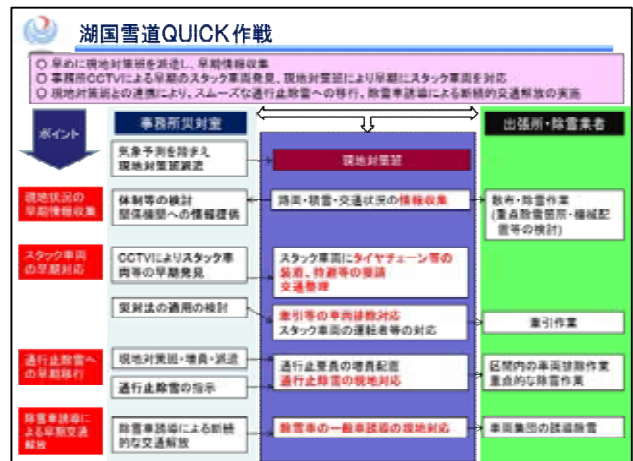 湖国雪道QUICK作戦
○ 早めに現地対策班を派遣し、早期情報収集
○ 事務所CCTVによる早期のスタック車両発見、現地対策班により早期にスタック車両を対応
○ 現地対策班との連携により、スムーズな通行止除雪への移行、除雪車誘導による断続的交通解放の実施
ポイント
事務所災対室
出張所・除雪業者
気象予測を踏まえ
現地対策班派遣
現地対策班
現地状況の
早期情報収集
体制等の検討
関係機関への情報提供
路面・積雪・交通状況の情報収集
散布・除雪作業
(重点除雪箇所・機械配
置等の検討)
スタック車両
の早期対応
CCTVによりスタック車
両等の早期発見
スタック車両にタイヤチェーン等の
装着、待避等の要請
交通整理
災対法の適用の検討
牽引等の車両排除対応
スタック車両の運転者等の対応
牽引作業
通行止除雪へ
の早期移行
現地対策班・増員・派遣
通行止除雪の指示
通行止要員の増員配置
通行止除雪の現地対応
区間内の車両排除作業
重点的な除雪作業
除雪車誘導に
よる早期交通
解放
除雪車誘導による断続
的な交通解放
除雪車の一般車誘導の現地対応
車両集団の誘導除雪